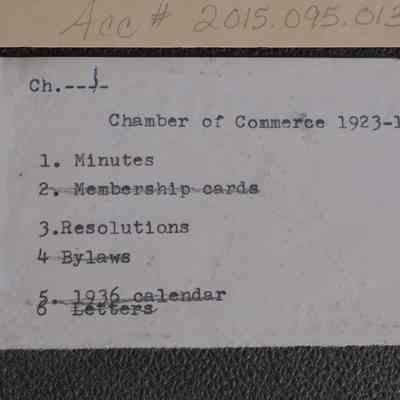 Acc # 2015.095.013
Ch.---1-
Chamber of Commerce 1923-1
1. Minutes
2. Membership cards
3.Resolutions
4 Bylaws
5. 1936 calendar
6 Letters